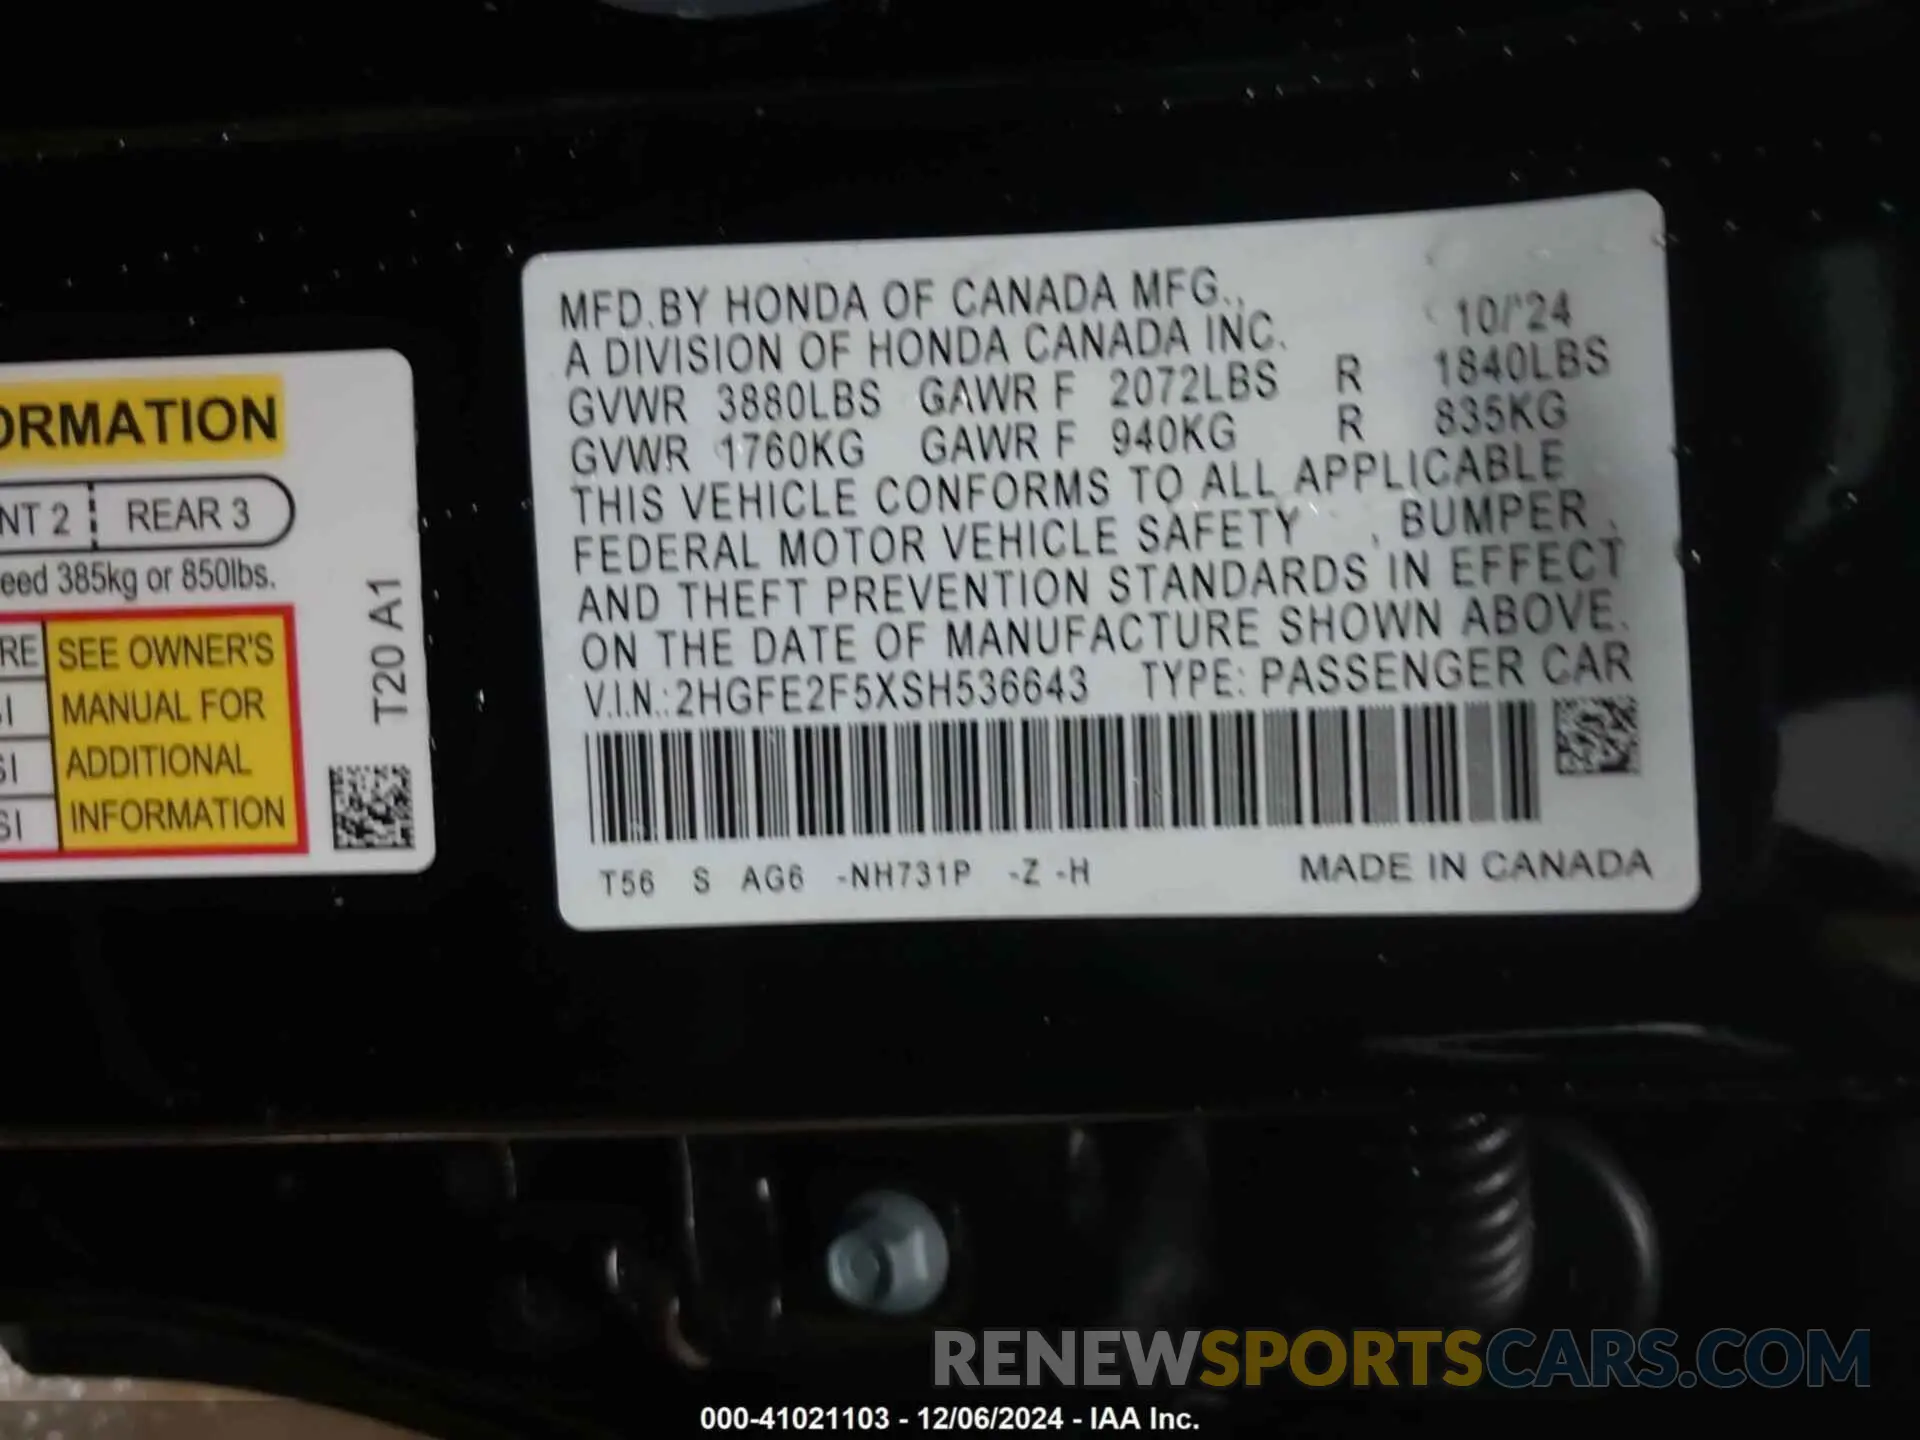 ORMATION
NT 2 REAR 3
eed 385kg or 850lbs.
RE SEE OWNER'S
SI MANUAL FOR
SI ADDITIONAL
SI INFORMATION
T20 A1
MFD. BY HONDA OF CANADA MFG.,
A DIVISION OF HONDA CANADA INC. 10/'24
GVWR 3880LBS GAWR F 2072LBS R 1840LBS
GVWR 1760KG GAWR F 940KG R 835KG
THIS VEHICLE CONFORMS TO ALL APPLICABLE
FEDERAL MOTOR VEHICLE SAFETY , BUMPER ,
AND THEFT PREVENTION STANDARDS IN EFFECT
ON THE DATE OF MANUFACTURE SHOWN ABOVE.
V.I.N.:2HGFE2F5XSH536643 TYPE: PASSENGER CAR
T56 S AG6 -NH731P -Z -H MADE IN CANADA
RENEWSPORTSCARS.COM
000-41021103 - 12/06/2024 - IAA Inc.